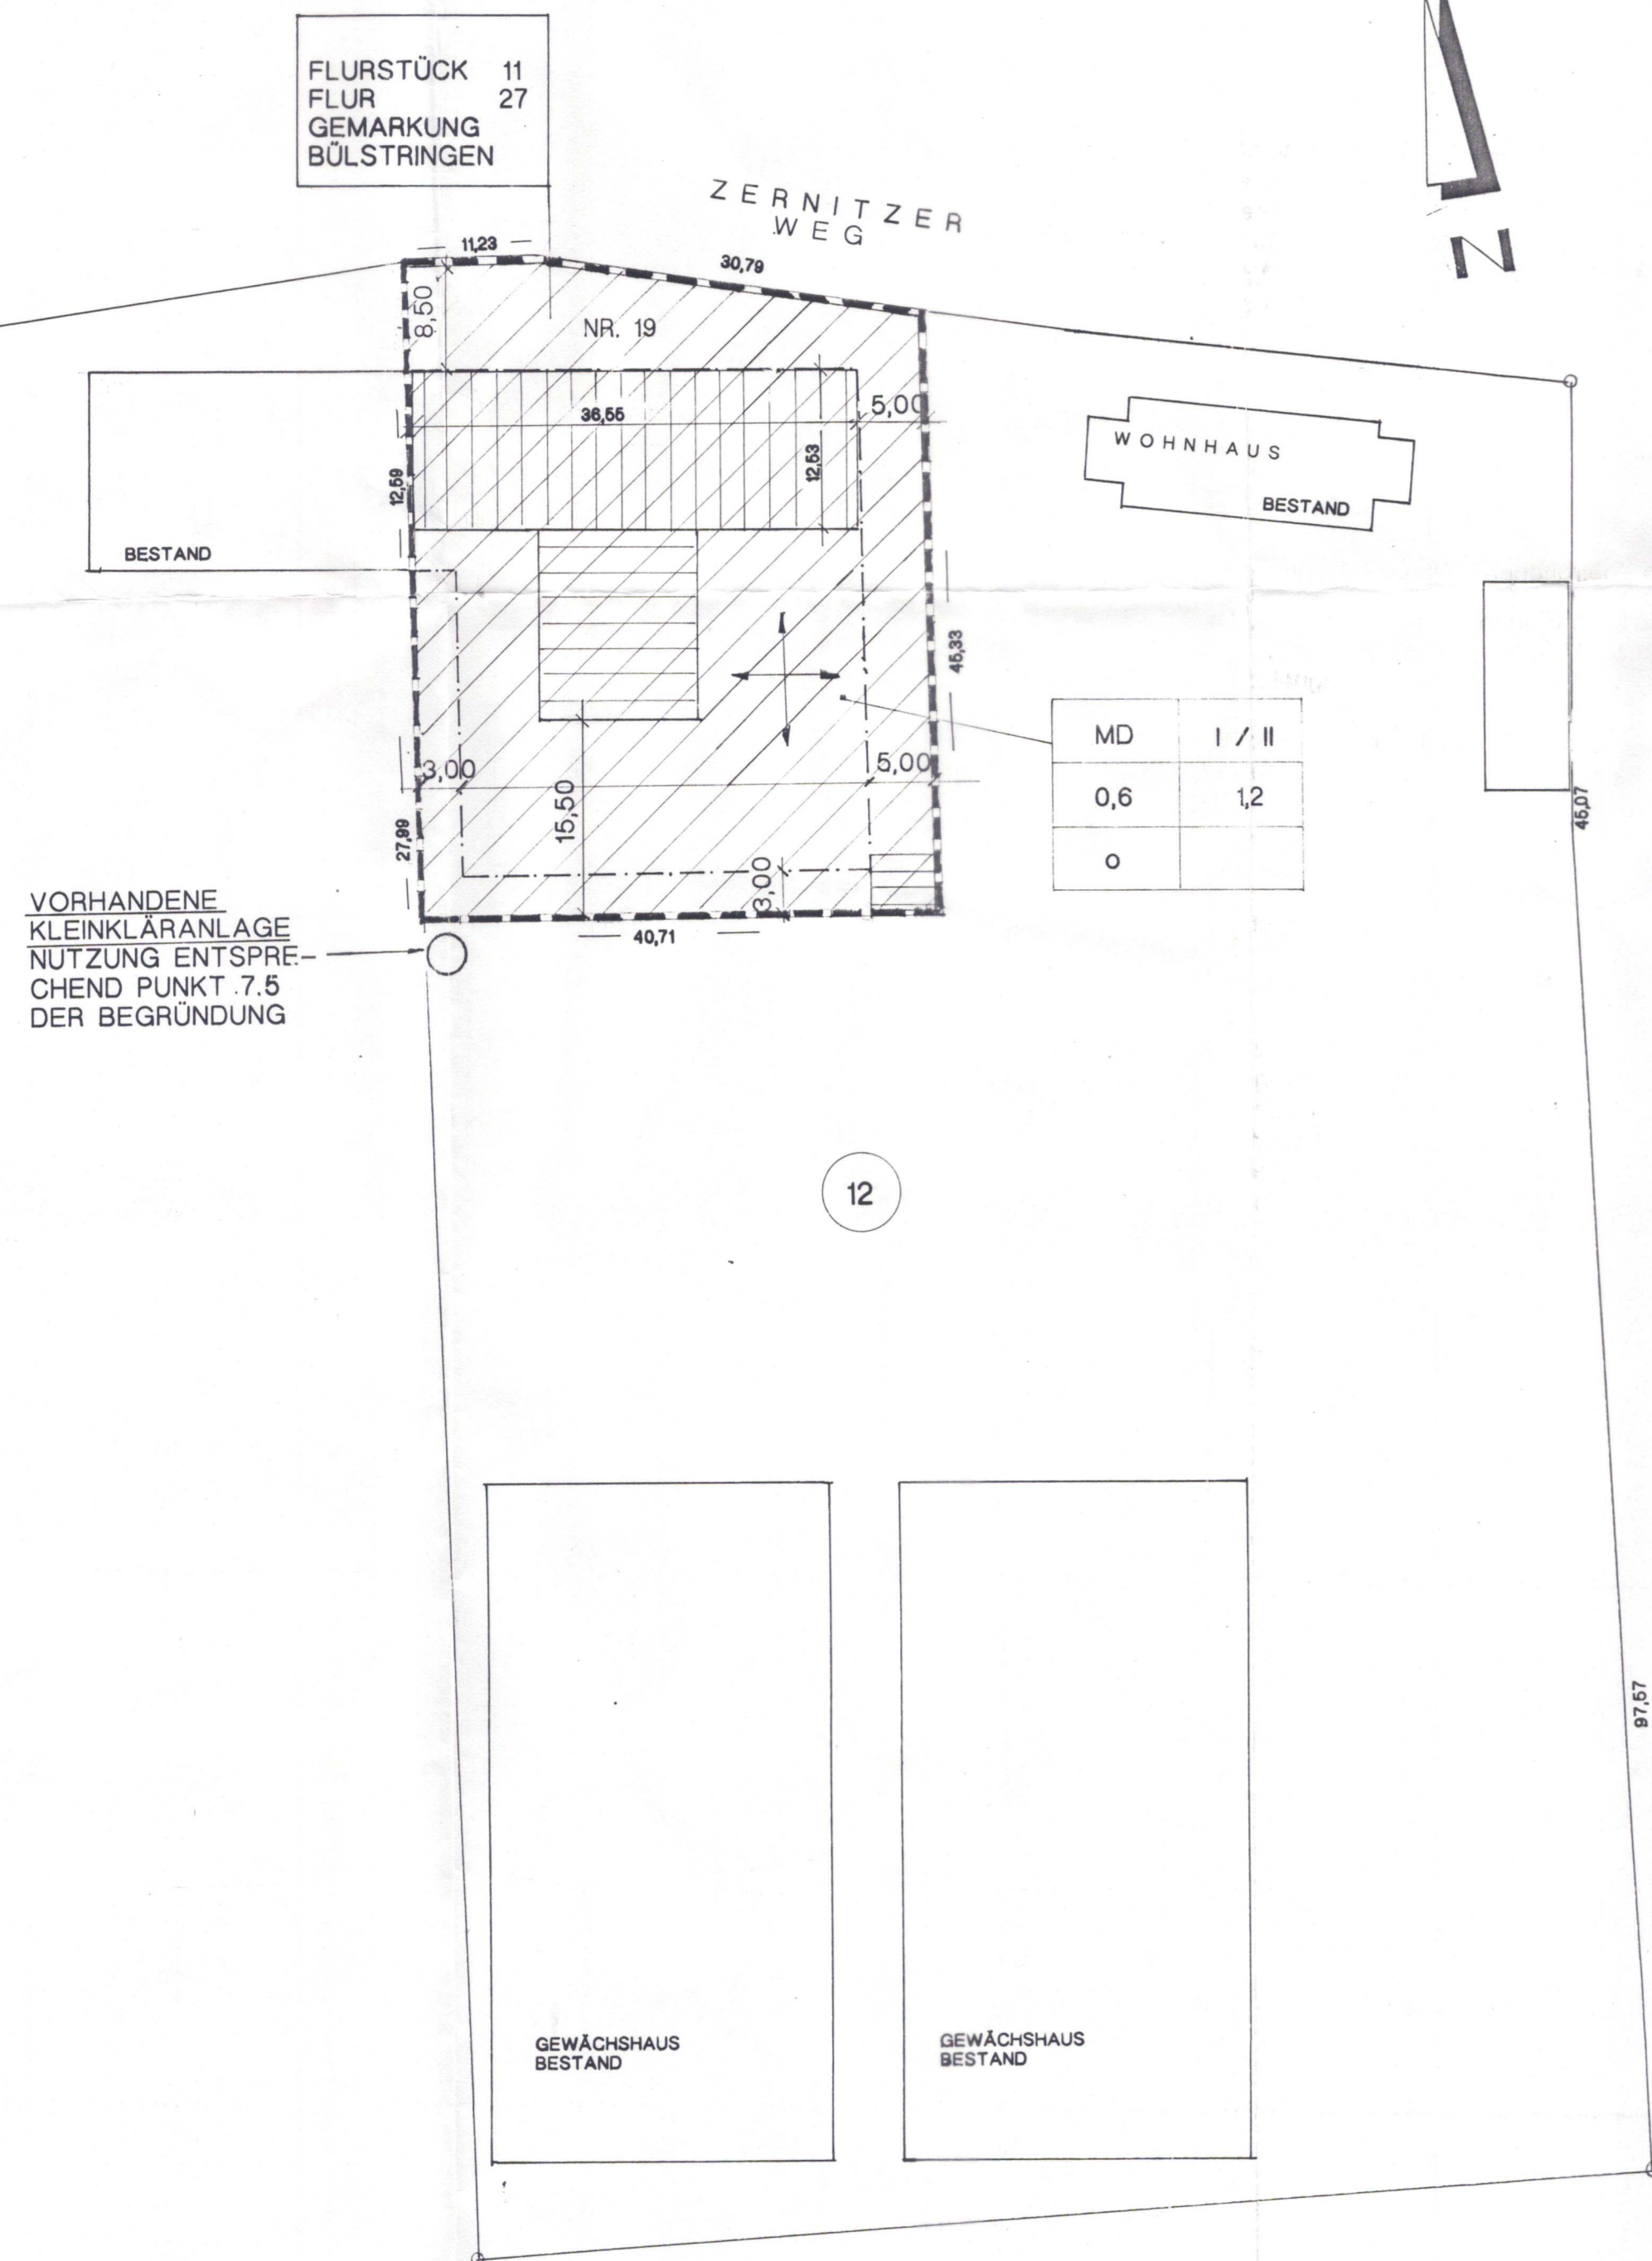 FLURSTÜCK 11
FLUR 27
GEMARKUNG
BÜLSTRINGEN
ZERNITZER
WEG
N
11,23
30,79
8,50
NR. 19
36,55
5,00
12,53
12,59
WOHNHAUS
BESTAND
BESTAND
45,33
MD I / II
0,6 1,2
o
3,00
5,00
15,50
27,99
3,00
40,71
45,07
VORHANDENE
KLEINKLÄRANLAGE
NUTZUNG ENTSPRE-
CHEND PUNKT 7.5
DER BEGRÜNDUNG
12
97,57
GEWÄCHSHAUS
BESTAND
GEWÄCHSHAUS
BESTAND